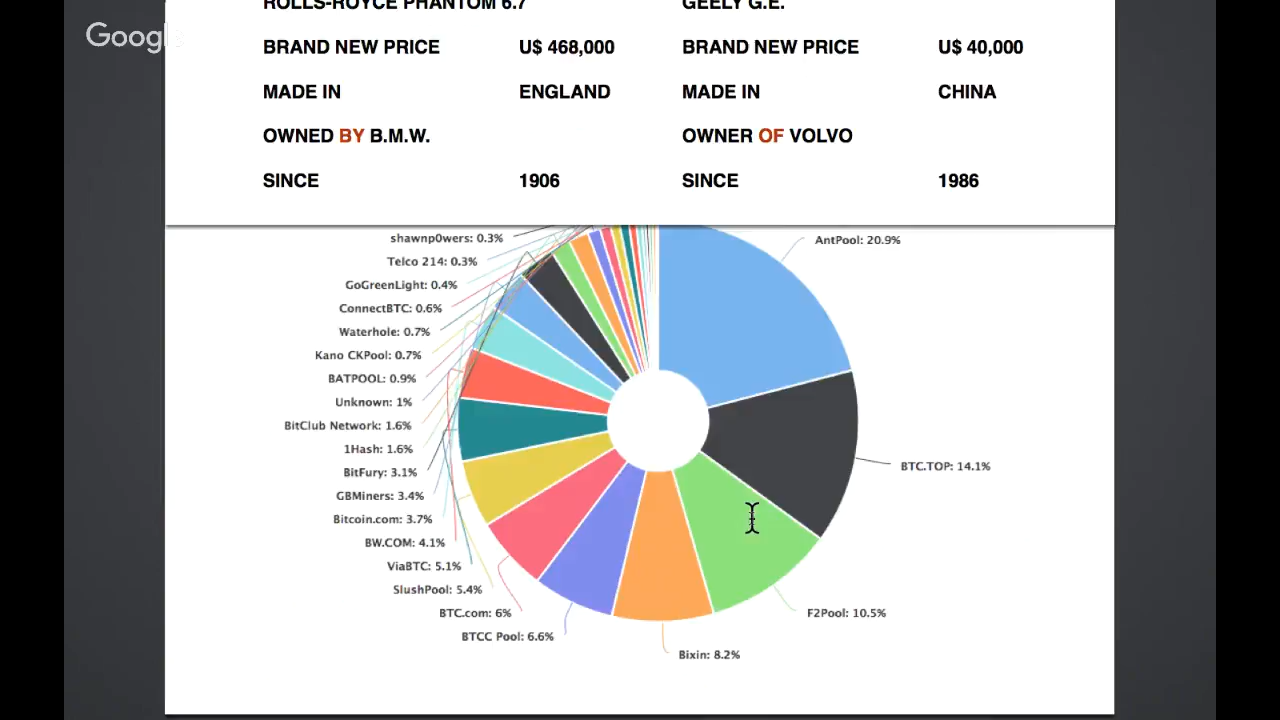 Google
ROLLS-ROYCE PHANTOM 6.7 GEELY G.E.
BRAND NEW PRICE U$ 468,000 BRAND NEW PRICE U$ 40,000
MADE IN ENGLAND MADE IN CHINA
OWNED BY B.M.W. OWNER OF VOLVO
SINCE 1906 SINCE 1986
shawnp0wers: 0.3%
AntPool: 20.9%
Telco 214: 0.3%
GoGreenLight: 0.4%
ConnectBTC: 0.6%
Waterhole: 0.7%
Kano CKPool: 0.7%
BATPOOL: 0.9%
Unknown: 1%
BitClub Network: 1.6%
1Hash: 1.6%
BTC.TOP: 14.1%
BitFury: 3.1%
GBMiners: 3.4%
Bitcoin.com: 3.7%
BW.COM: 4.1%
ViaBTC: 5.1%
SlushPool: 5.4%
BTC.com: 6%
F2Pool: 10.5%
BTCC Pool: 6.6%
Bixin: 8.2%